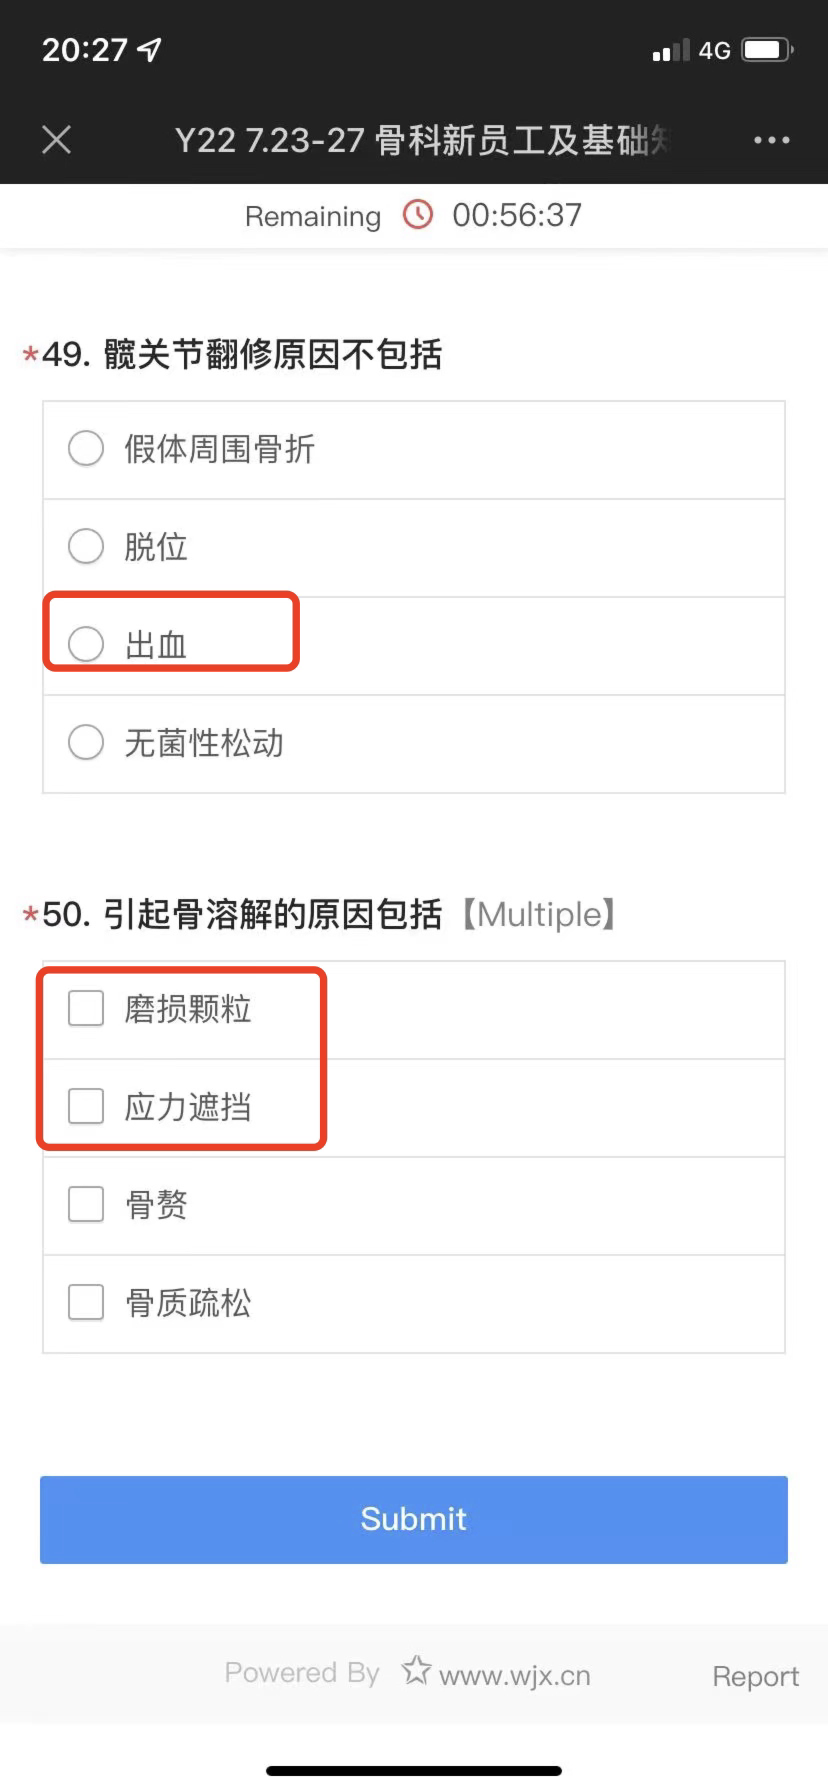 20:27
4G
Y22 7.23-27 骨科新员工及基础
Remaining 00:56:37
*49. 髋关节翻修原因不包括
假体周围骨折
脱位
出血
无菌性松动
*50. 引起骨溶解的原因包括【Multiple】
磨损颗粒
应力遮挡
骨赘
骨质疏松
Submit
Powered By www.wjx.cn
Report